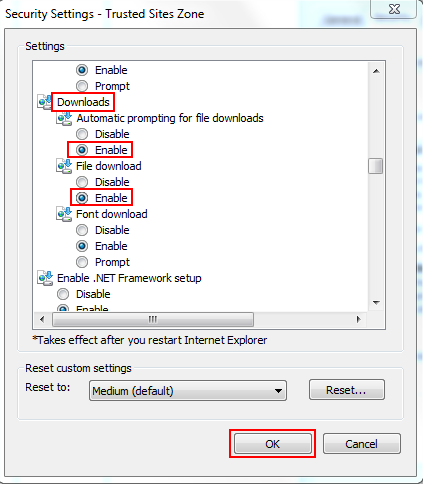 Security Settings - Trusted Sites Zone
Settings
Enable
Prompt
Downloads
Automatic prompting for file downloads
Disable
Enable
File download
Disable
Enable
Font download
Disable
Enable
Prompt
Enable .NET Framework setup
Disable
Enable
*Takes effect after you restart Internet Explorer
Reset custom settings
Reset to:
Medium (default)
Reset...
OK
Cancel